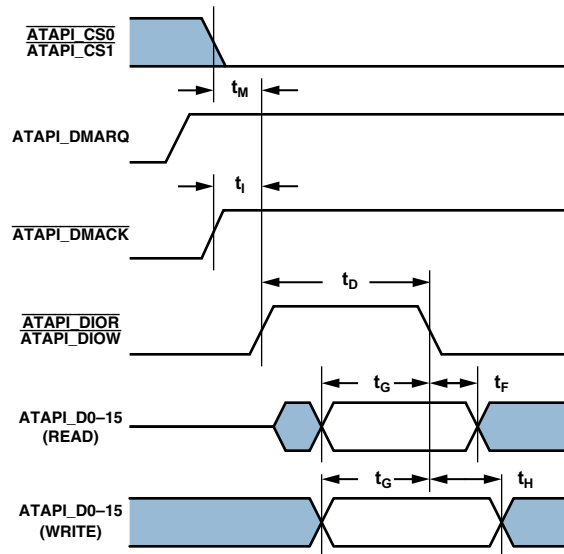 ATAPI_CS0
ATAPI_CS1
tM
ATAPI_DMARQ
tI
ATAPI_DMACK
tD
ATAPI_DIOR
ATAPI_DIOW
tG
tF
ATAPI_D0–15
(READ)
tG
tH
ATAPI_D0–15
(WRITE)